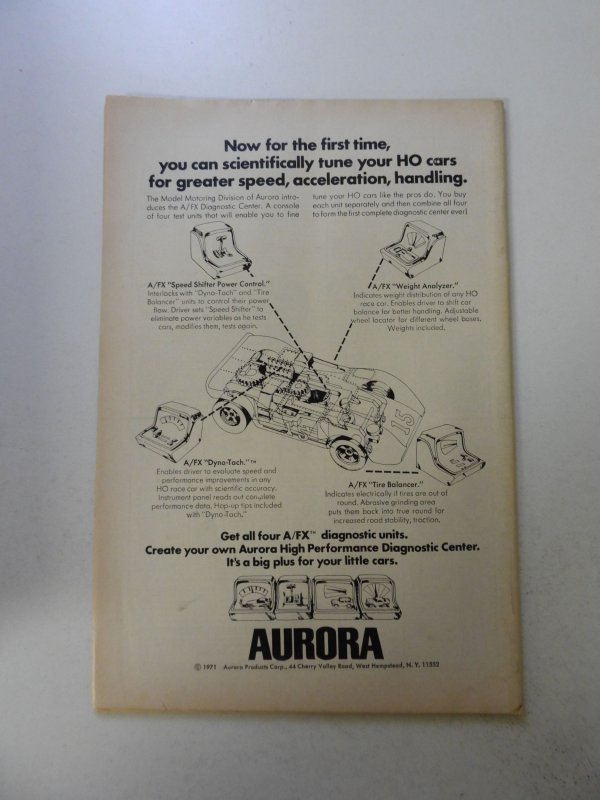 Now for the first time,
you can scientifically tune your HO cars
for greater speed, acceleration, handling.
The Model Motoring Division of Aurora intro-
duces the A/FX Diagnostic Center. A console
of four test units that will enable you to fine
tune your HO cars like the pros do. You buy
each unit separately and then combine all four
to form the first complete diagnostic center ever!
A/FX "Speed Shifter Power Control."
Interlocks with "Dyno-Tach" and "Tire
Balancer" units to control their power
flow. Driver sets "Speed Shifter" to
eliminate power variables as he tests
cars, modifies them, tests again.
A/FX "Weight Analyzer."
Indicates weight distribution of any HO
race car. Enables driver to shift car
balance for better handling. Adjustable
wheel locator for different wheel bases.
Weights included.
15
A/FX "Dyno-Tach."™
Enables driver to evaluate speed and
performance improvements in any
HO race car with scientific accuracy.
Instrument panel reads out complete
performance data. Hop-up tips included
with "Dyno-Tach."
A/FX "Tire Balancer."
Indicates electrically if tires are out of
round. Abrasive grinding area
puts them back into true round for
increased road stability, traction.
Get all four A/FX™ diagnostic units.
Create your own Aurora High Performance Diagnostic Center.
It's a big plus for your little cars.
AURORA
© 1971 Aurora Products Corp., 44 Cherry Valley Road, West Hempstead, N. Y. 11552